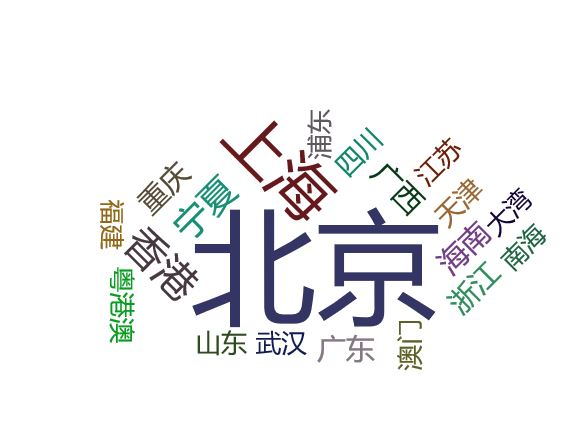 浦东
上海
四川
江苏
重庆
宁夏
广西
天津
大湾
福建
香港
北京
海南
南海
粤港澳
浙江
山东
武汉
广东
澳门